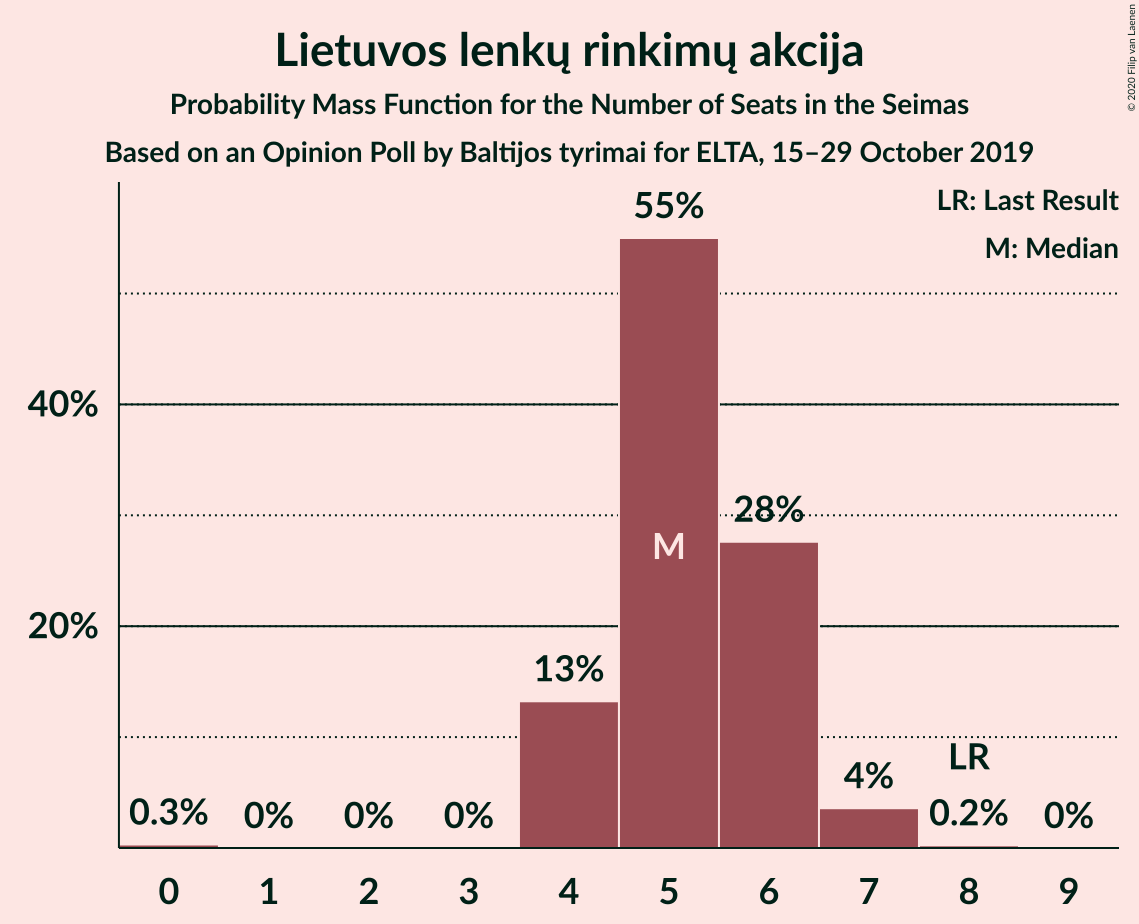 Lietuvos lenkų rinkimų akcija
Probability Mass Function for the Number of Seats in the Seimas
Based on an Opinion Poll by Baltijos tyrimai for ELTA, 15–29 October 2019
© 2020 Filip van Laenen
LR: Last Result
M: Median
55%
40%
28%
M
20%
13%
LR
4%
0.3% 0% 0% 0% 0.2% 0%
0 1 2 3 4 5 6 7 8 9